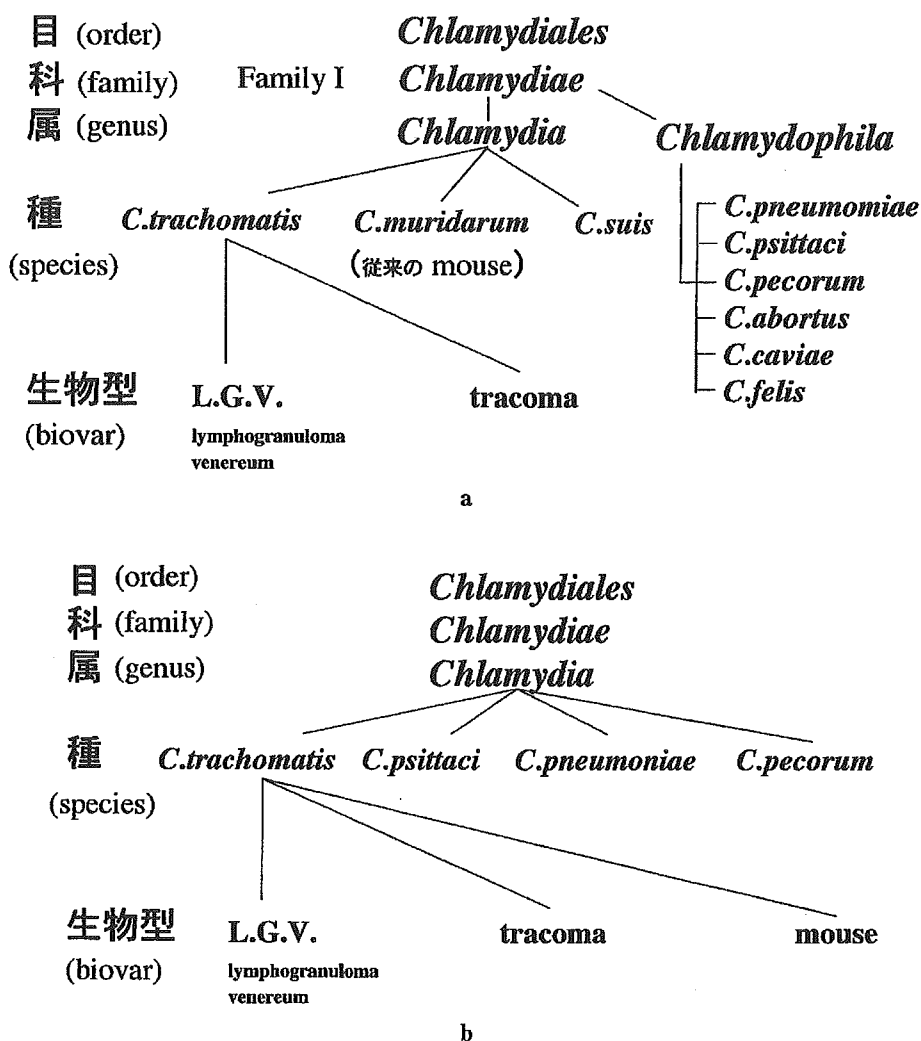 目 (order) Chlamydiales
科 (family) Family I Chlamydiae
属 (genus) Chlamydia Chlamydophila
種 C.trachomatis C.muridarum C.suis
(species) (従来の mouse)
C.pneumomiae
C.psittaci
C.pecorum
C.abortus
C.caviae
C.felis
生物型 L.G.V. tracoma
(biovar) lymphogranuloma
venereum
a
目 (order) Chlamydiales
科 (family) Chlamydiae
属 (genus) Chlamydia
種 C.trachomatis C.psittaci C.pneumoniae C.pecorum
(species)
生物型 L.G.V. tracoma mouse
(biovar) lymphogranuloma
venereum
b